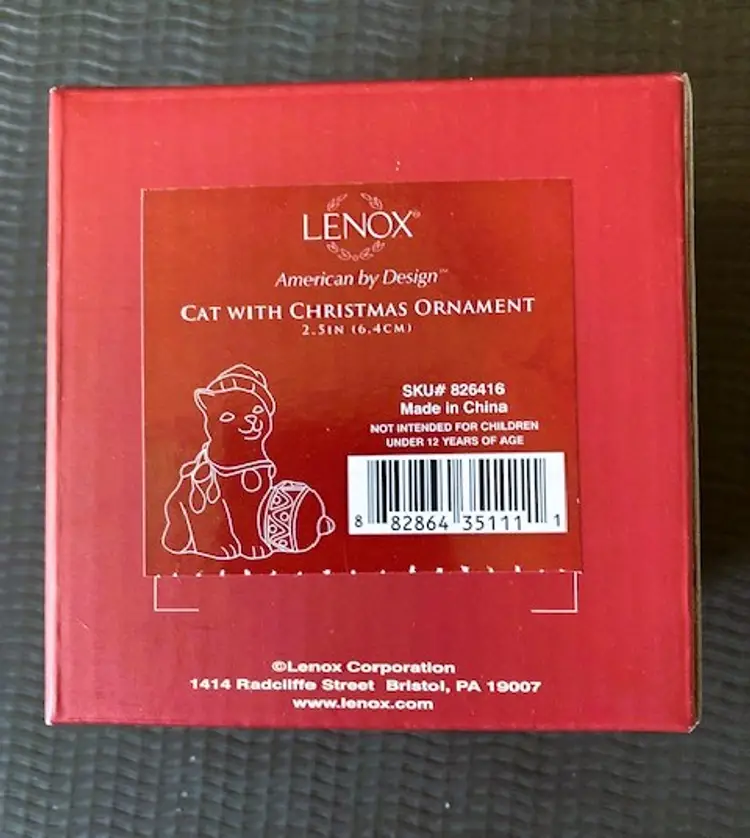 LENOX®
American by Design™
CAT WITH CHRISTMAS ORNAMENT
2.5IN (6.4CM)
SKU# 826416
Made in China
NOT INTENDED FOR CHILDREN
UNDER 12 YEARS OF AGE
8 82864 35111 1
©Lenox Corporation
1414 Radcliffe Street Bristol, PA 19007
www.lenox.com